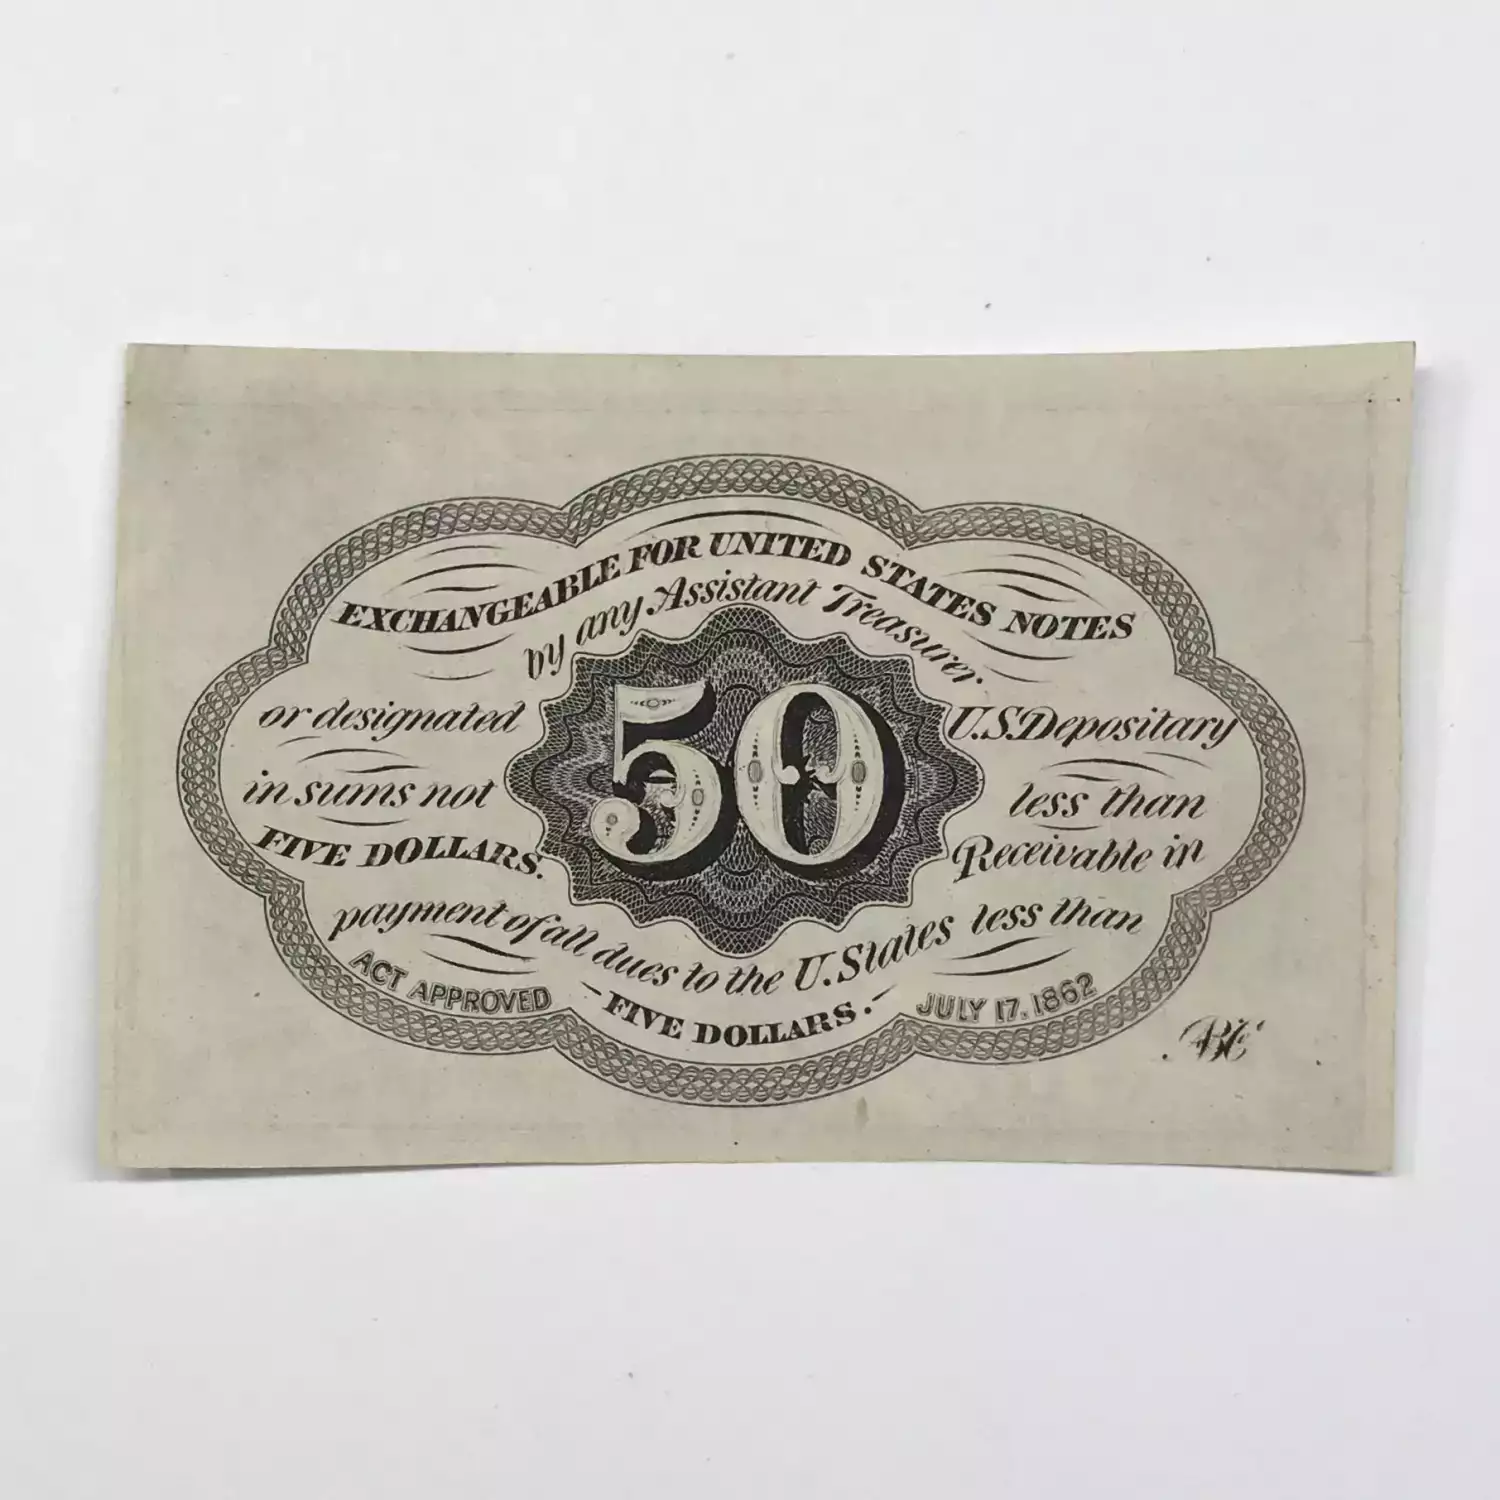 EXCHANGEABLE FOR UNITED STATES NOTES
by any Assistant Treasurer
or designated U.S. Depositary
50
in sums not less than
FIVE DOLLARS. Receivable in
payment of all dues to the U. States less than
FIVE DOLLARS.
ACT APPROVED JULY 17. 1862